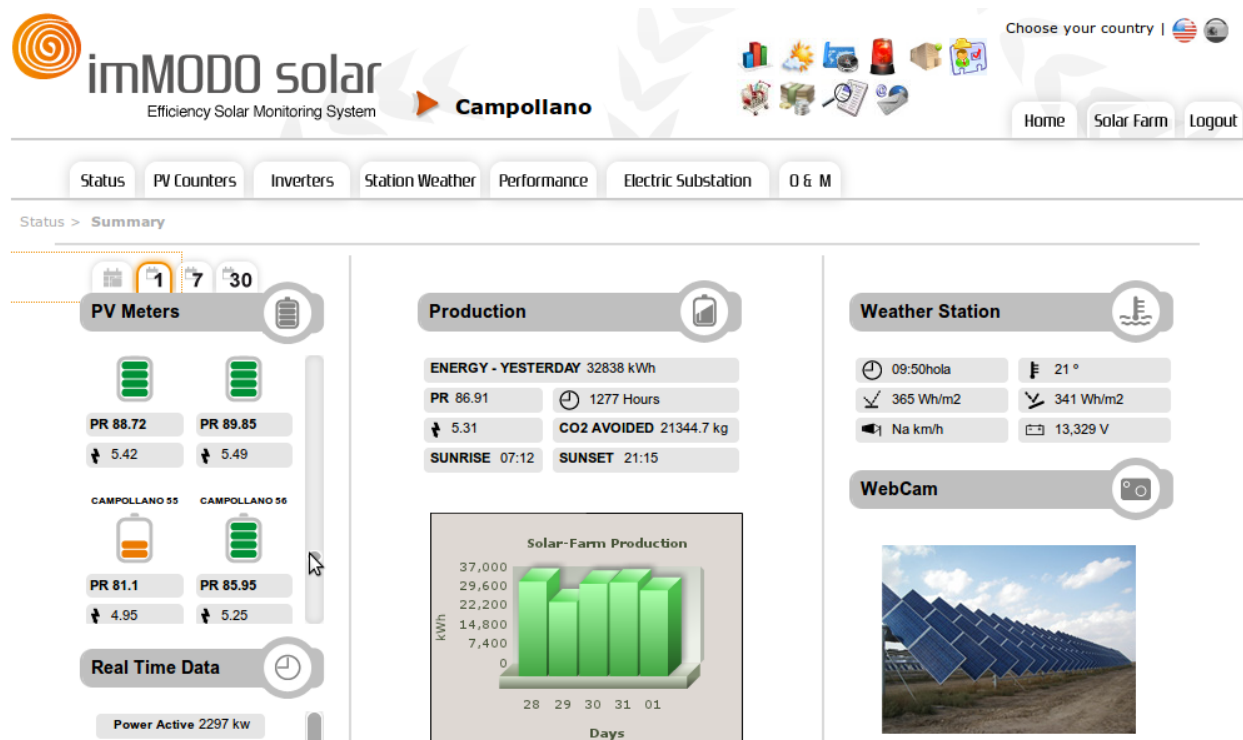 Choose your country |
imMODO solar
Efficiency Solar Monitoring System
Campollano
Home Solar Farm Logout
Status PV Counters Inverters Station Weather Performance Electric Substation O & M
Status > Summary
1 7 30
PV Meters
PR 88.72 PR 89.85
5.42 5.49
CAMPOLLANO 55 CAMPOLLANO 56
PR 81.1 PR 85.95
4.95 5.25
Real Time Data
Power Active 2297 kw
Production
ENERGY - YESTERDAY 32838 kWh
PR 86.91 1277 Hours
5.31 CO2 AVOIDED 21344.7 kg
SUNRISE 07:12 SUNSET 21:15
Solar-Farm Production
37,000
29,600
22,200
14,800
7,400
0
kWh
28 29 30 31 01
Days
Weather Station
09:50hola 21 º
365 Wh/m2 341 Wh/m2
Na km/h 13,329 V
WebCam